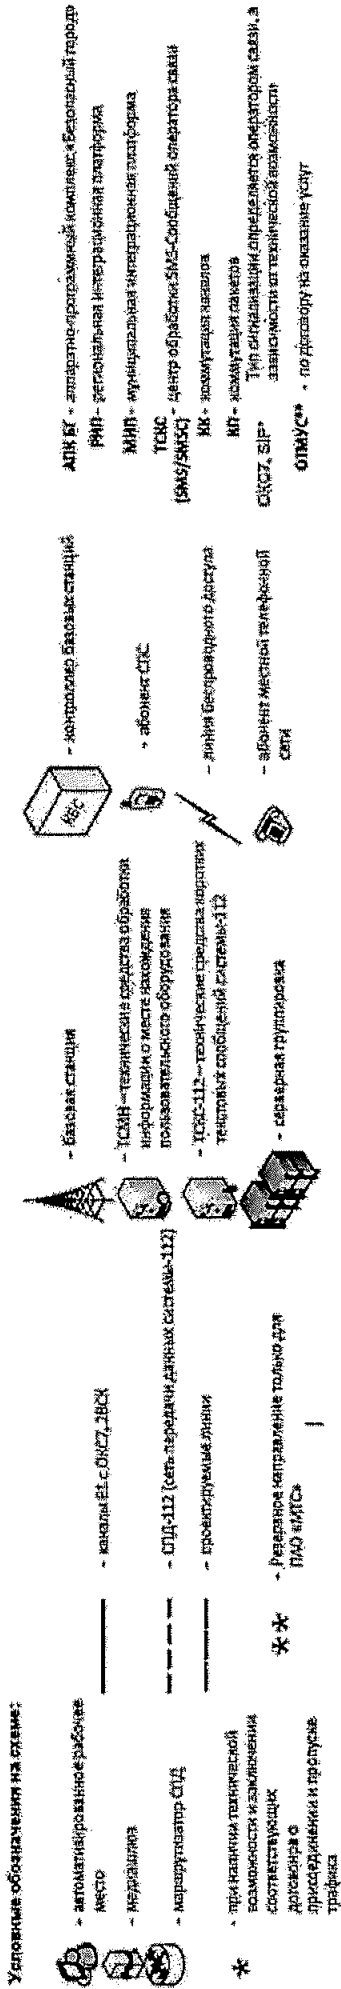 Условные обозначения на схеме:
- автоматизированное рабочее
место
- медиашлюз
- маршрутизатор СПД
* - при наличии технической
возможности и заключении
соответствующих
договоров о
присоединении и пропуске
трафика
- каналы Е1 с ОКС7, 2ВСК
- СПД-112 (сеть передачи данных системы-112)
- проектируемые линии
** - Резервное направление только для
ПАО «МТС»
- базовая станция
- ТСМН – технические средства обработки
информации о месте нахождения
пользовательского оборудования
- ТСКС-112 – технические средства коротких
текстовых сообщений системы-112
- серверная группировка
КБС
- контроллер базовых станций
- абонент СПС
- линия беспроводного доступа
- абонент местной телефонной
сети
АПК БГ - аппаратно-программный комплекс «Безопасный город»
РИП - региональная интеграционная платформа
МИП - муниципальная интеграционная платформа
ТСКС
(SMS/SMSC) - центр обработки SMS-Сообщений оператора связи
КК - коммутация каналов
КП - коммутация пакетов
ОКС7, SIP* Тип сигнализации определяется оператором связи, в
зависимости от технической возможности
ОТМУС** - по договору на оказание услуг